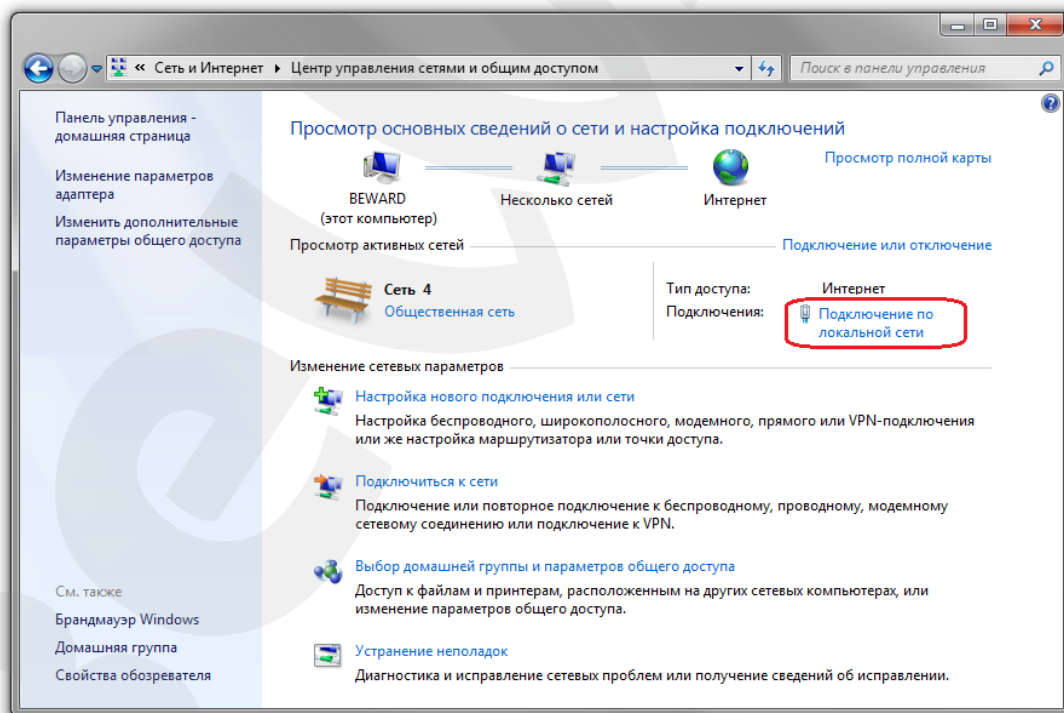 « Сеть и Интернет ▸ Центр управления сетями и общим доступом
Поиск в панели управления
Панель управления -
домашняя страница
Изменение параметров
адаптера
Изменить дополнительные
параметры общего доступа
См. также
Брандмауэр Windows
Домашняя группа
Свойства обозревателя
Просмотр основных сведений о сети и настройка подключений
Просмотр полной карты
BEWARD
(этот компьютер)
Несколько сетей
Интернет
Просмотр активных сетей
Подключение или отключение
Сеть 4
Общественная сеть
Тип доступа: Интернет
Подключения: Подключение по
локальной сети
Изменение сетевых параметров
Настройка нового подключения или сети
Настройка беспроводного, широкополосного, модемного, прямого или VPN-подключения
или же настройка маршрутизатора или точки доступа.
Подключиться к сети
Подключение или повторное подключение к беспроводному, проводному, модемному
сетевому соединению или подключение к VPN.
Выбор домашней группы и параметров общего доступа
Доступ к файлам и принтерам, расположенным на других сетевых компьютерах, или
изменение параметров общего доступа.
Устранение неполадок
Диагностика и исправление сетевых проблем или получение сведений об исправлении.